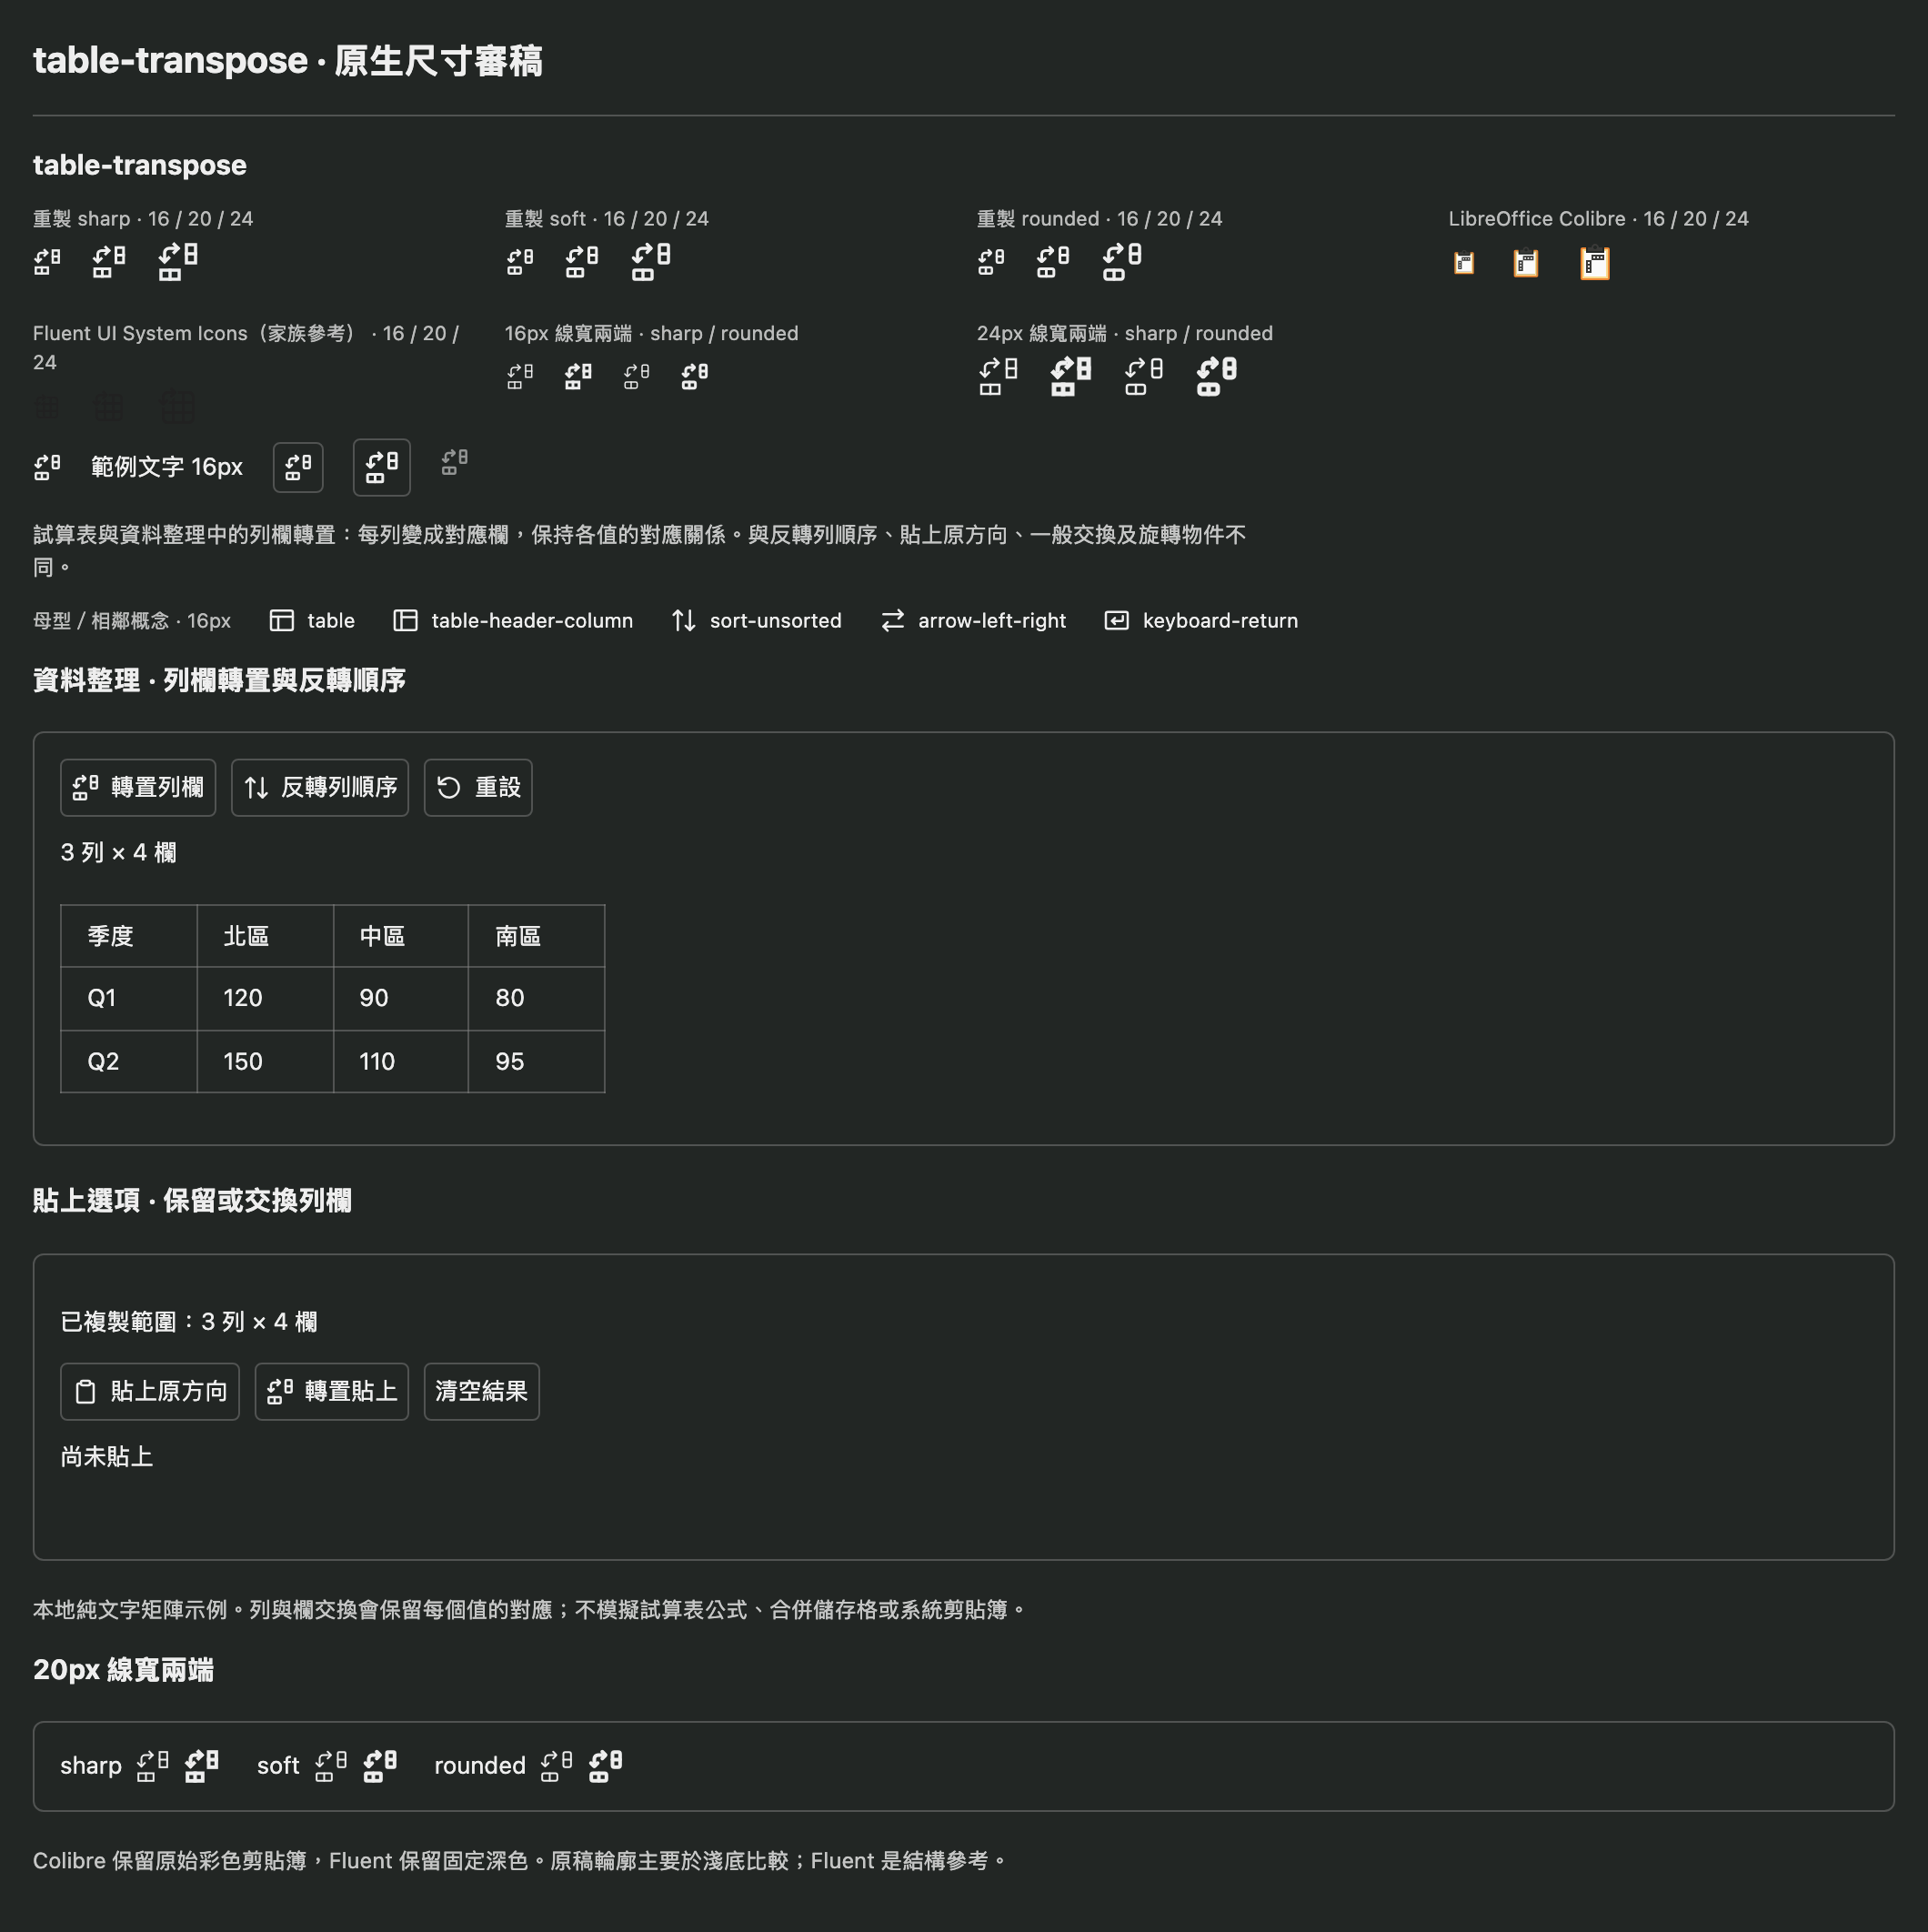 table-transpose · 原生尺寸審稿
table-transpose
重製 sharp · 16 / 20 / 24
重製 soft · 16 / 20 / 24
重製 rounded · 16 / 20 / 24
LibreOffice Colibre · 16 / 20 / 24
Fluent UI System Icons（家族參考） · 16 / 20 /
24
16px 線寬兩端 · sharp / rounded
24px 線寬兩端 · sharp / rounded
範例文字 16px
試算表與資料整理中的列欄轉置：每列變成對應欄，保持各值的對應關係。與反轉列順序、貼上原方向、一般交換及旋轉物件不
同。
母型 / 相鄰概念 · 16px table table-header-column sort-unsorted arrow-left-right keyboard-return
資料整理 · 列欄轉置與反轉順序
轉置列欄 反轉列順序 重設
3 列 × 4 欄
季度 北區 中區 南區
Q1 120 90 80
Q2 150 110 95
貼上選項 · 保留或交換列欄
已複製範圍：3 列 × 4 欄
貼上原方向 轉置貼上 清空結果
尚未貼上
本地純文字矩陣示例。列與欄交換會保留每個值的對應；不模擬試算表公式、合併儲存格或系統剪貼簿。
20px 線寬兩端
sharp soft rounded
Colibre 保留原始彩色剪貼簿，Fluent 保留固定深色。原稿輪廓主要於淺底比較；Fluent 是結構參考。